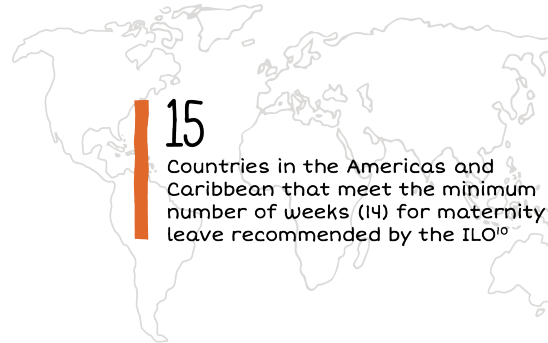 15
Countries in the Americas and
Caribbean that meet the minimum
number of weeks (14) for maternity
leave recommended by the ILO¹⁰